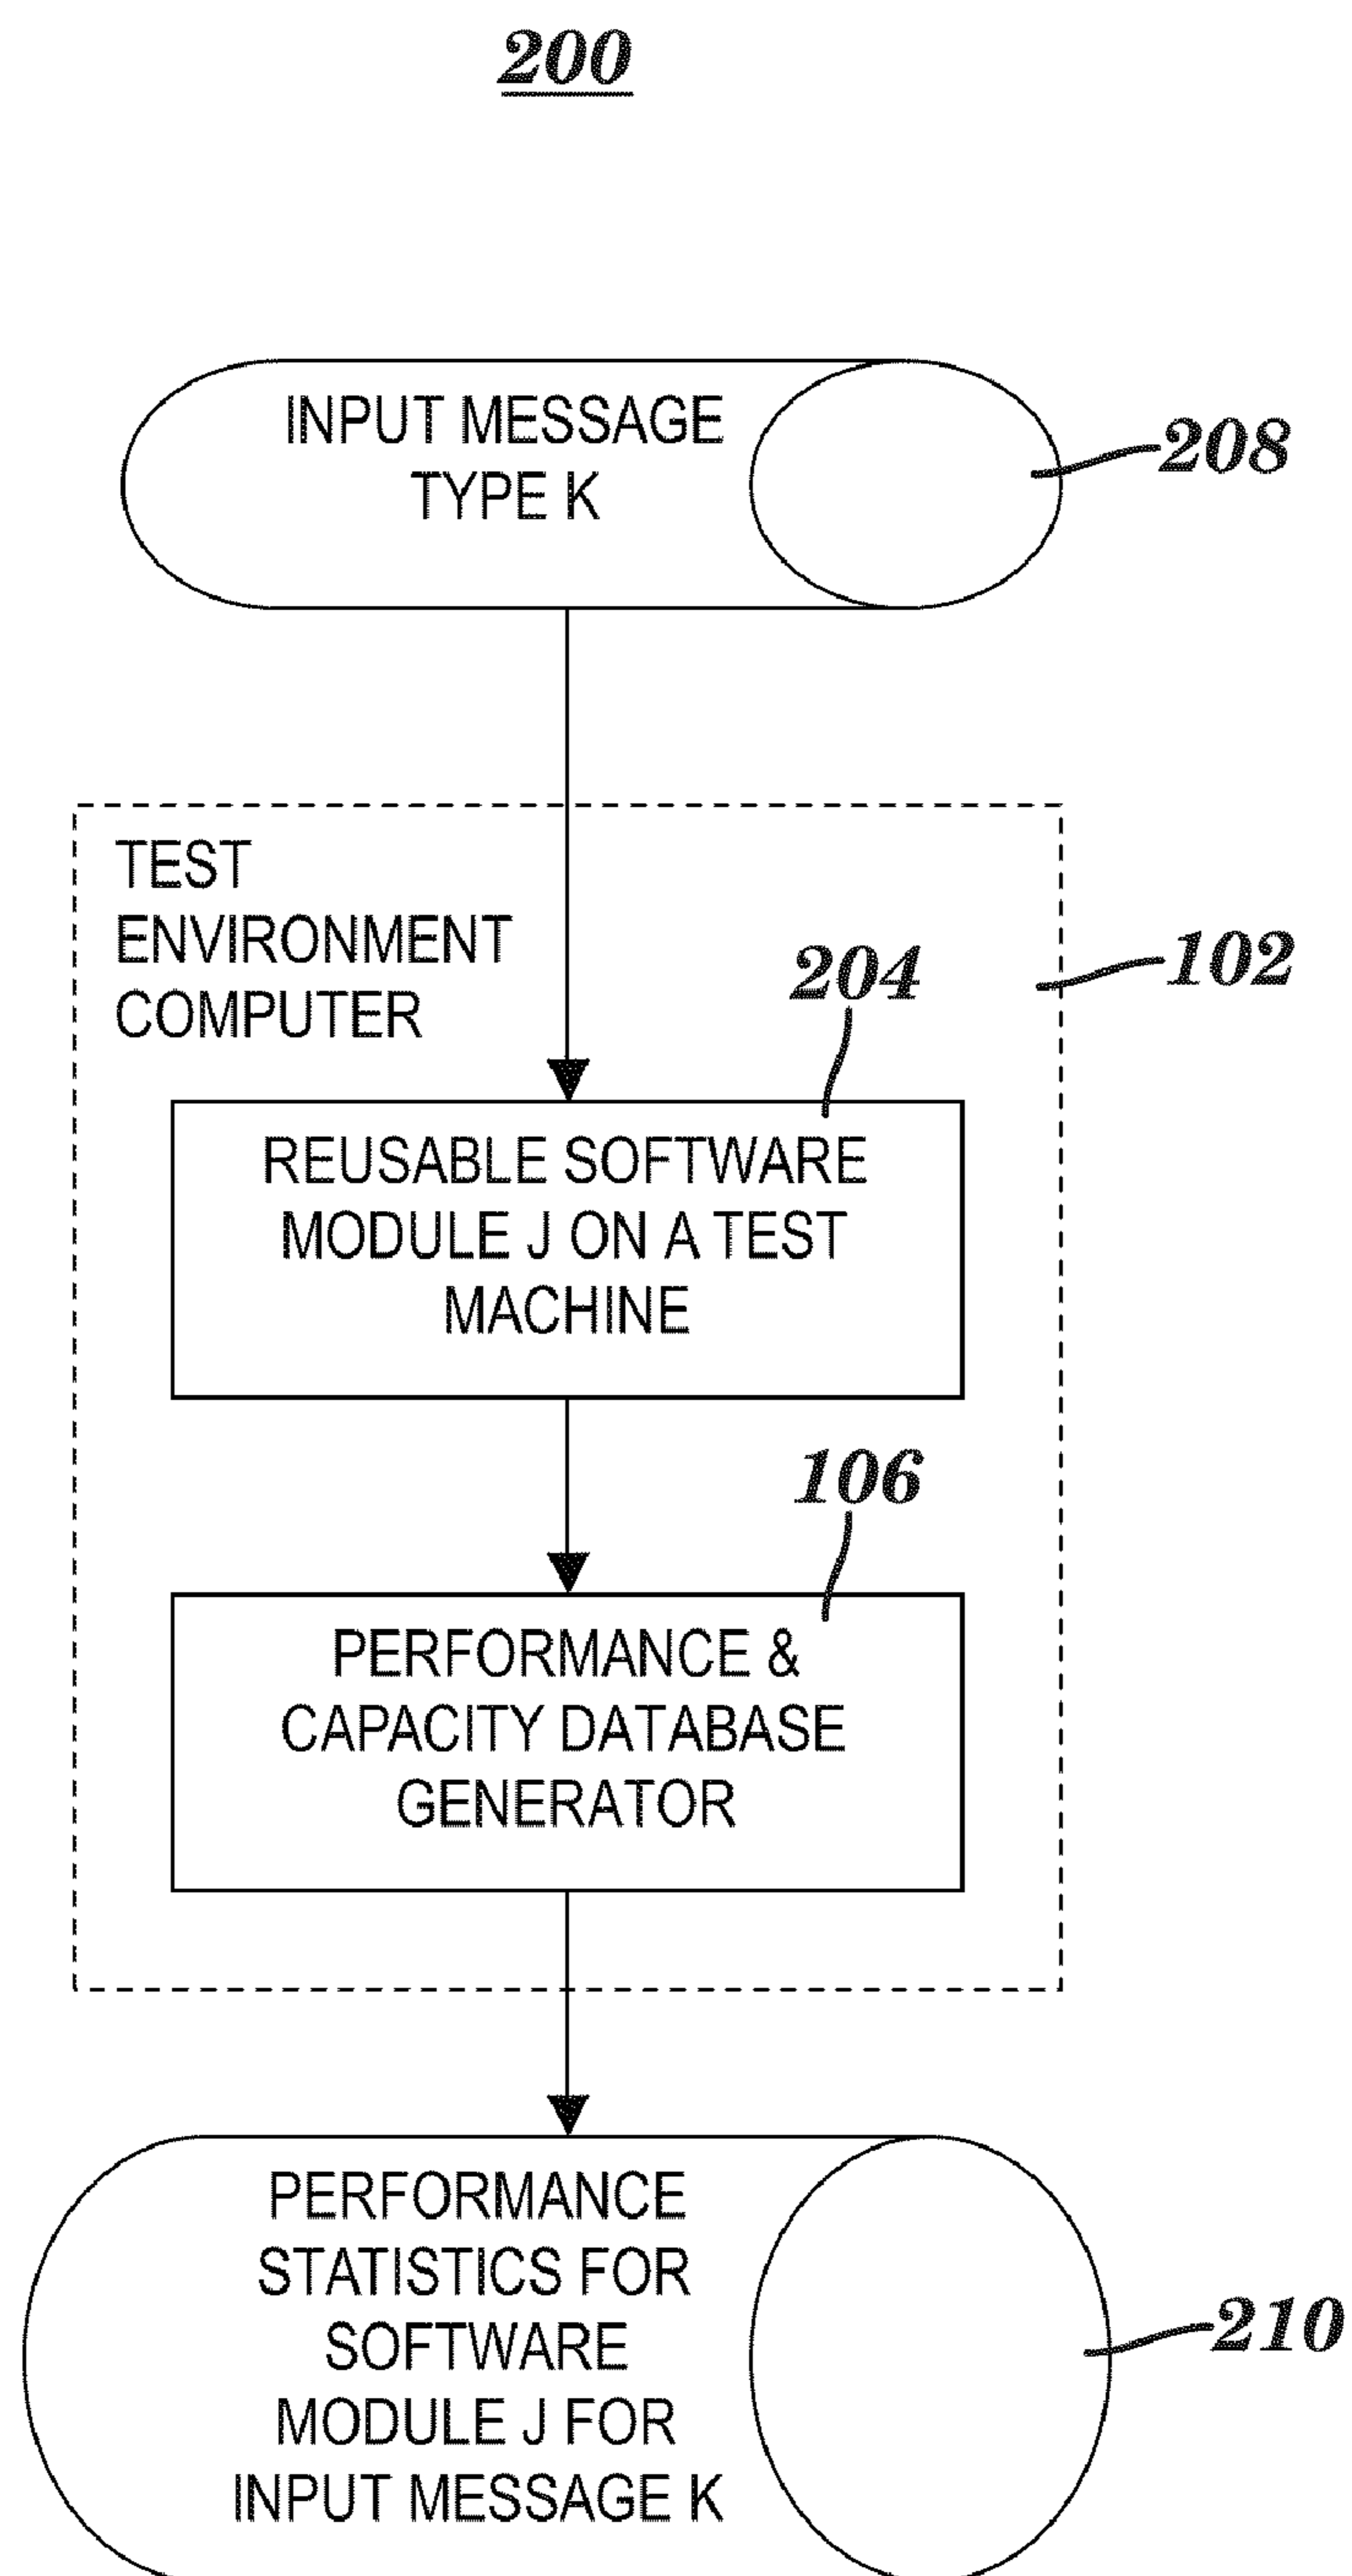 200
INPUT MESSAGE
TYPE K
208
TEST
ENVIRONMENT
COMPUTER
102
204
REUSABLE SOFTWARE
MODULE J ON A TEST
MACHINE
106
PERFORMANCE &
CAPACITY DATABASE
GENERATOR
PERFORMANCE
STATISTICS FOR
SOFTWARE
MODULE J FOR
INPUT MESSAGE K
210